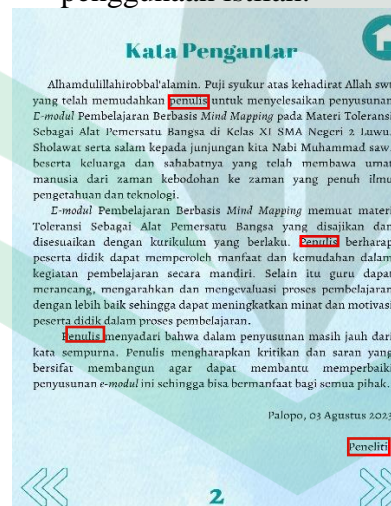 penggunaan istilah.
Kata Pengantar
Alhamdulillahirobbal'alamin. Puji syukur atas kehadirat Allah swt
yang telah memudahkan penulis untuk menyelesaikan penyusunan
E-modul Pembelajaran Berbasis Mind Mapping pada Materi Toleransi
Sebagai Alat Pemersatu Bangsa di Kelas XI SMA Negeri 2 Luwu.
Sholawat serta salam kepada junjungan kita Nabi Muhammad saw.
beserta keluarga dan sahabatnya yang telah membawa umat
manusia dari zaman kebodohan ke zaman yang penuh ilmu
pengetahuan dan teknologi.
E-modul Pembelajaran Berbasis Mind Mapping memuat materi
Toleransi Sebagai Alat Pemersatu Bangsa yang disajikan dan
disesuaikan dengan kurikulum yang berlaku. Penulis berharap
peserta didik dapat memperoleh manfaat dan kemudahan dalam
kegiatan pembelajaran secara mandiri. Selain itu guru dapat
merancang, mengarahkan dan mengevaluasi proses pembelajaran
dengan lebih baik sehingga dapat meningkatkan minat dan motivasi
peserta didik dalam proses pembelajaran.
Penulis menyadari bahwa dalam penyusunan masih jauh dari
kata sempurna. Penulis mengharapkan kritikan dan saran yang
bersifat membangun agar dapat membantu memperbaiki
penyusunan e-modul ini sehingga bisa bermanfaat bagi semua pihak.
Palopo, 03 Agustus 2023
Peneliti
2